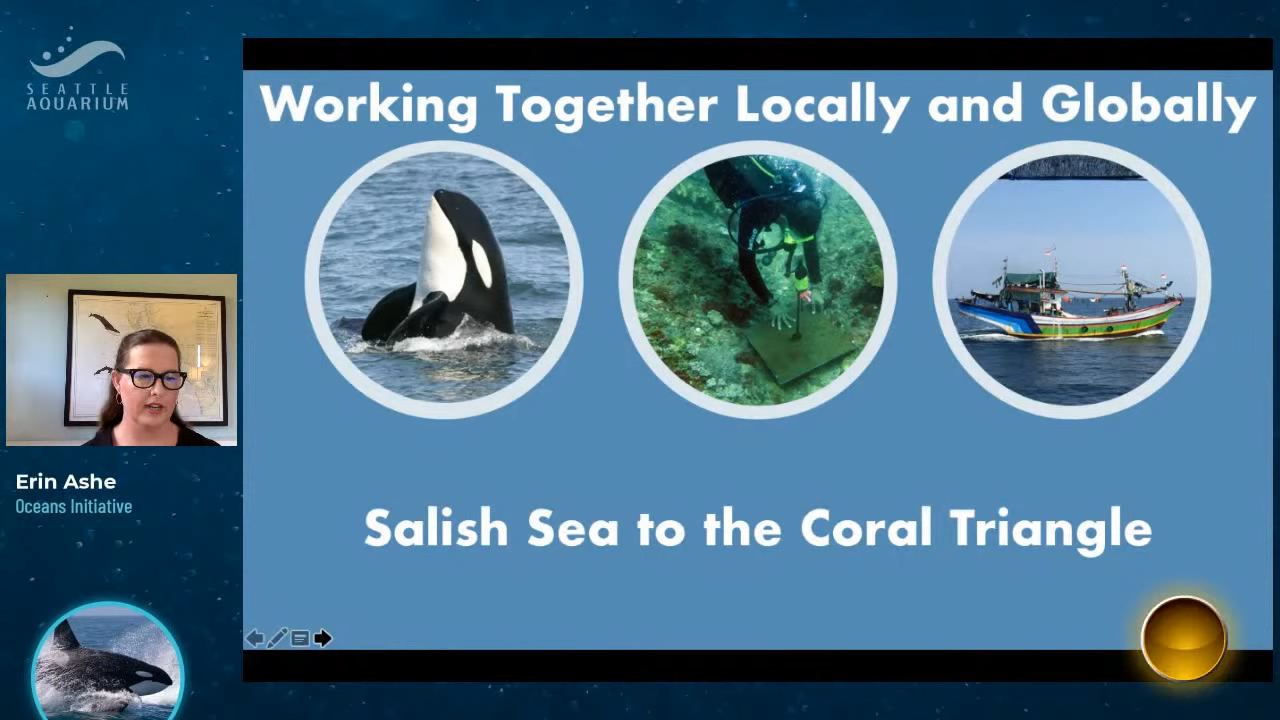 SEATTLE
AQUARIUM
Working Together Locally and Globally
Erin Ashe
Oceans Initiative
Salish Sea to the Coral Triangle